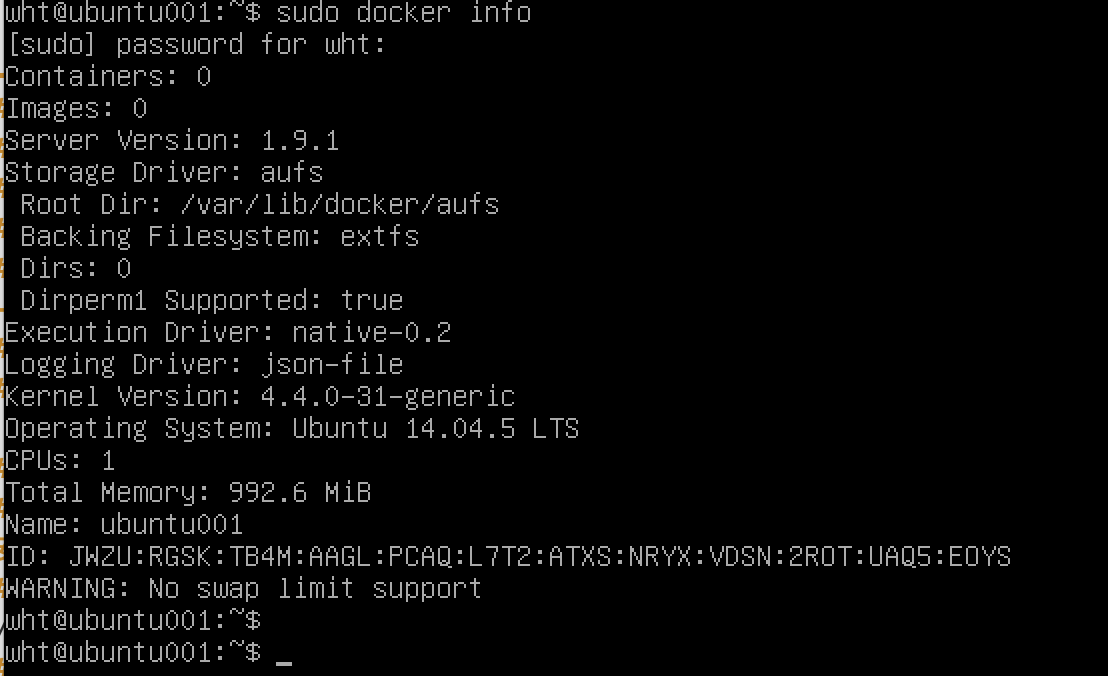 wht@ubuntu001:~$ sudo docker info
[sudo] password for wht:
Containers: 0
Images: 0
Server Version: 1.9.1
Storage Driver: aufs
 Root Dir: /var/lib/docker/aufs
 Backing Filesystem: extfs
 Dirs: 0
 Dirperm1 Supported: true
Execution Driver: native-0.2
Logging Driver: json-file
Kernel Version: 4.4.0-31-generic
Operating System: Ubuntu 14.04.5 LTS
CPUs: 1
Total Memory: 992.6 MiB
Name: ubuntu001
ID: JWZU:RGSK:TB4M:AAGL:PCAQ:L7T2:ATXS:NRYX:VDSN:2ROT:UAQ5:EOYS
WARNING: No swap limit support
wht@ubuntu001:~$
wht@ubuntu001:~$ _